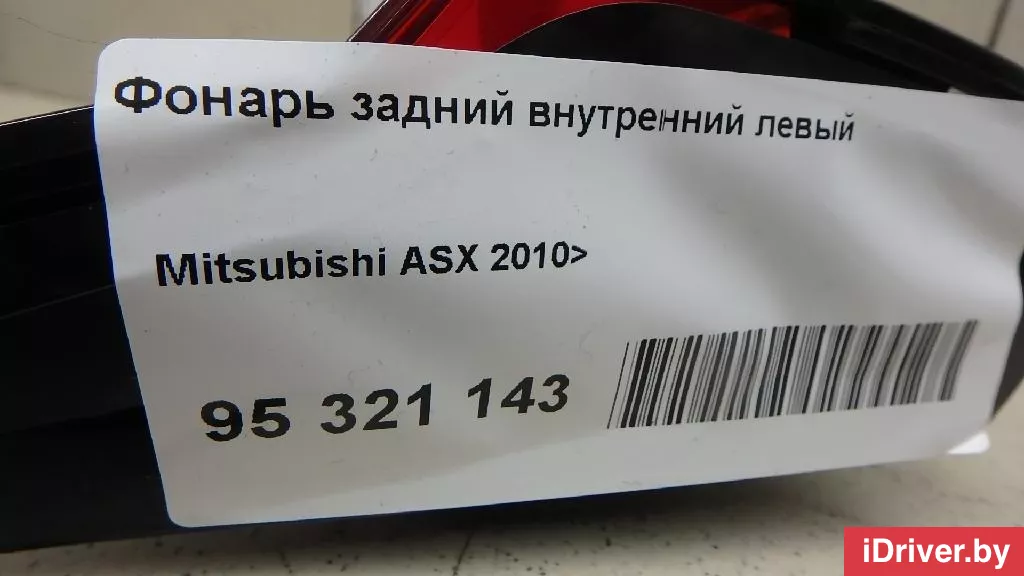 Фонарь задний внутренний левый
Mitsubishi ASX 2010>
95 321 143
iDriver.by